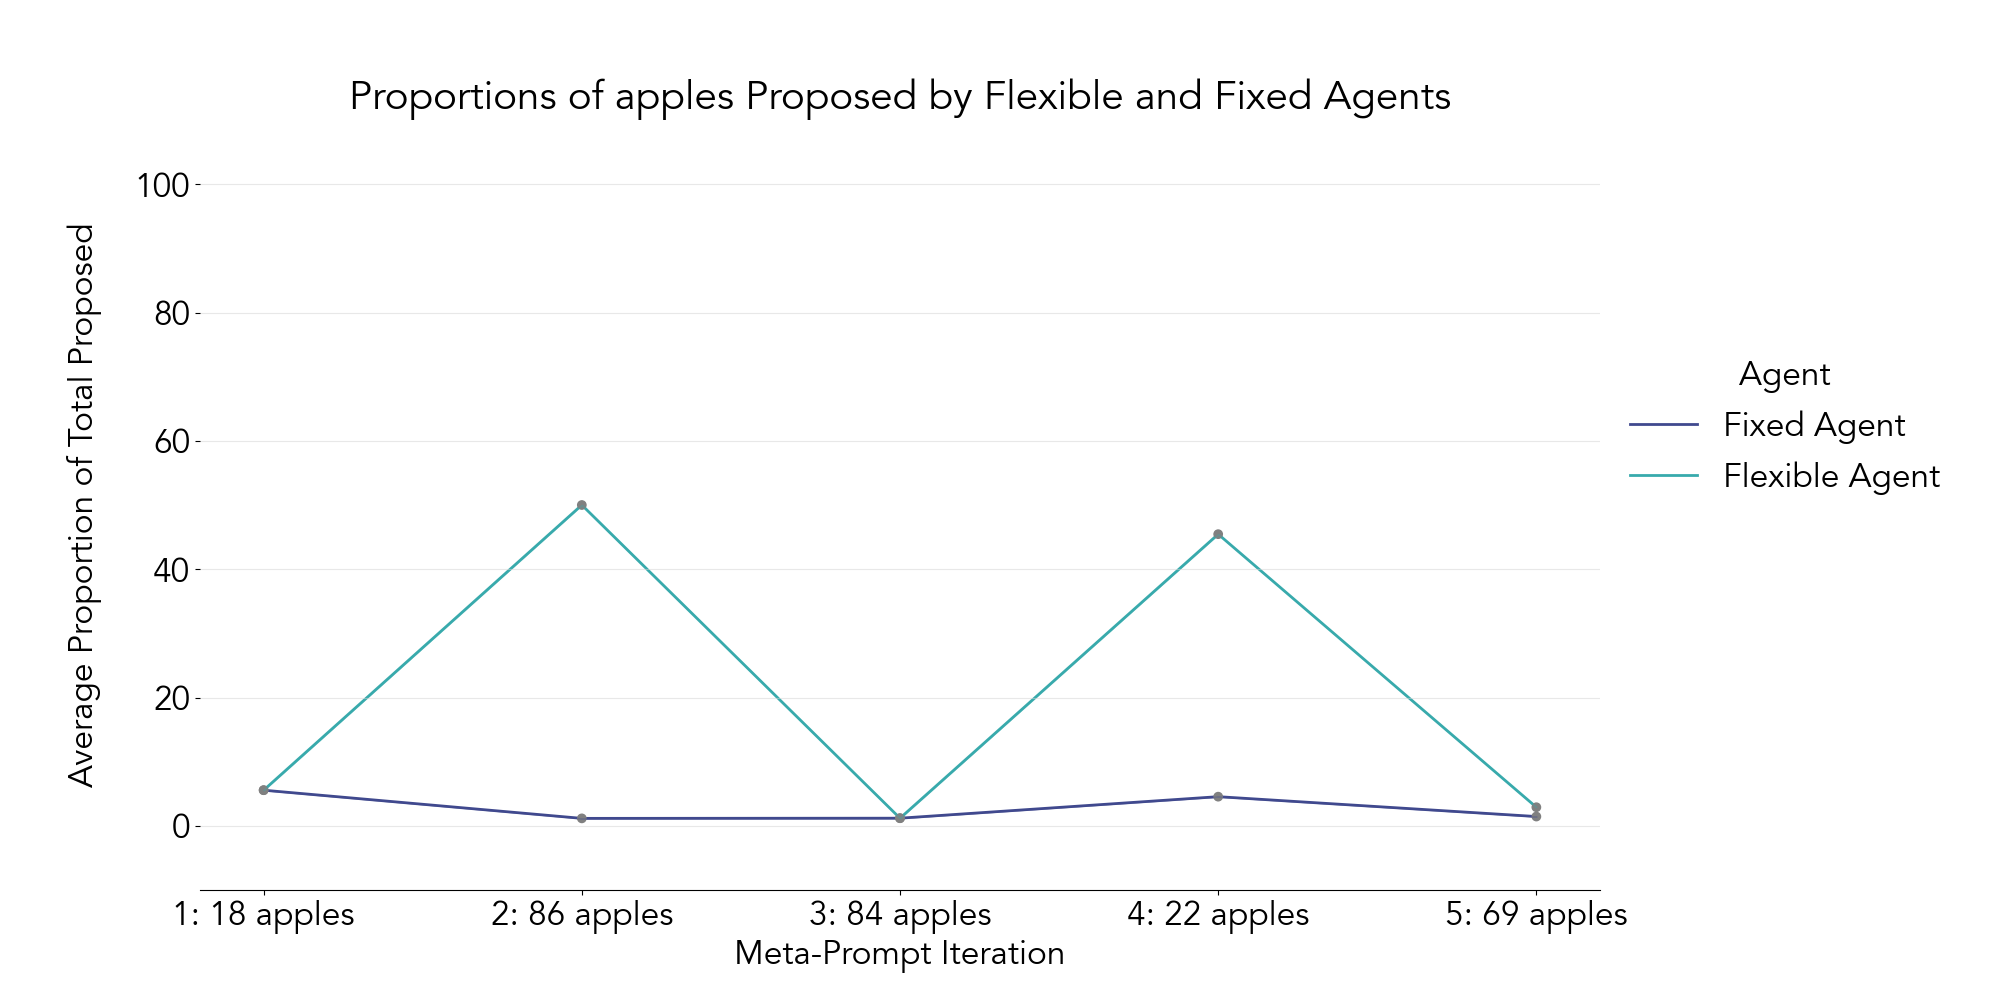 Proportions of apples Proposed by Flexible and Fixed Agents
Average Proportion of Total Proposed
100
80
60
40
20
0
1: 18 apples
2: 86 apples
3: 84 apples
4: 22 apples
5: 69 apples
Meta-Prompt Iteration
Agent
Fixed Agent
Flexible Agent